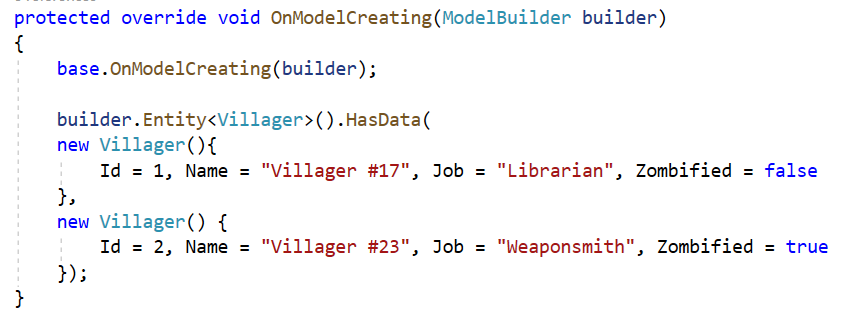 protected override void OnModelCreating(ModelBuilder builder)
{
    base.OnModelCreating(builder);

    builder.Entity<Villager>().HasData(
    new Villager(){
        Id = 1, Name = "Villager #17", Job = "Librarian", Zombified = false
    },
    new Villager() {
        Id = 2, Name = "Villager #23", Job = "Weaponsmith", Zombified = true
    });
}